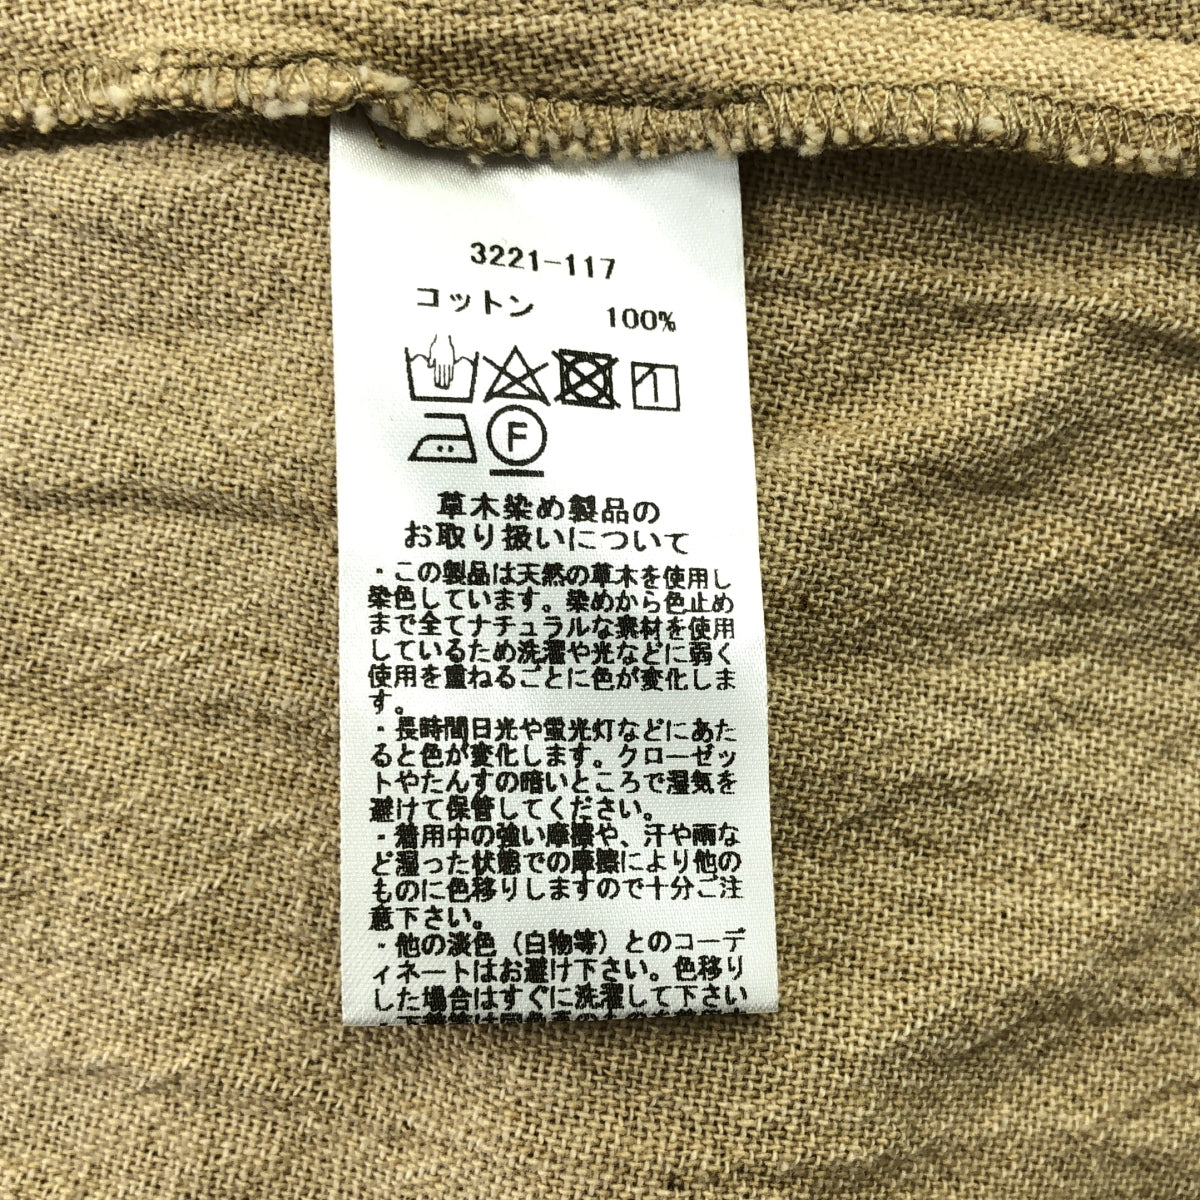 3221-117
コットン 100%
F
草木染め製品の
お取り扱いについて
・この製品は天然の草木を使用し
染色しています。染めから色止め
まで全てナチュラルな素材を使用
しているため洗濯や光などに弱く
使用を重ねるごとに色が変化しま
す。
・長時間日光や蛍光灯などにあた
ると色が変化します。クローゼッ
トやたんすの暗いところで湿気を
避けて保管してください。
・着用中の強い摩擦や、汗や雨な
ど湿った状態での摩擦により他の
ものに色移りしますので十分ご注
意下さい。
・他の淡色（白物等）とのコーデ
ィネートはお避け下さい。色移り
した場合はすぐに洗濯して下さい